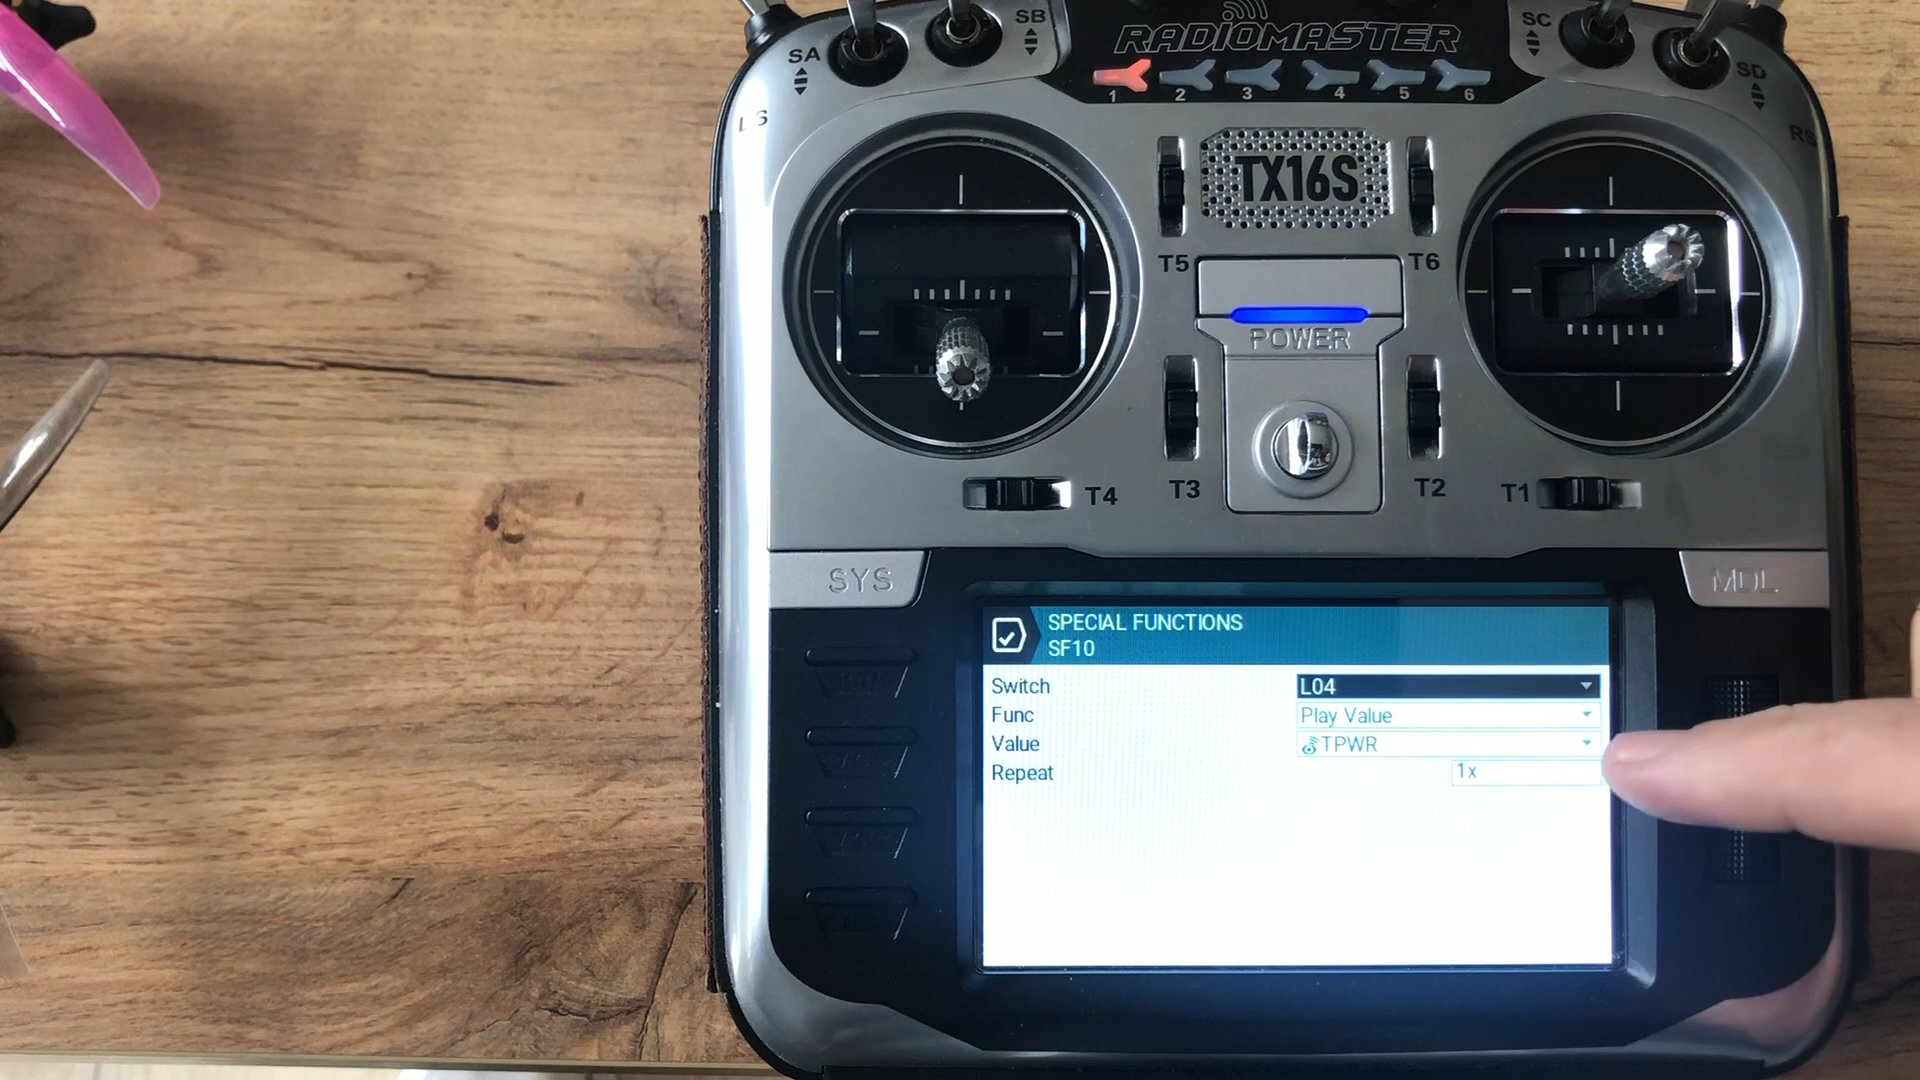 RADIOMASTER
SA
SB
SC
SD
S1
RS
1 2 3 4 5 6
TX16S
T5
T6
POWER
T4
T3
T2
T1
SYS
MDL
SPECIAL FUNCTIONS
SF10
Switch L04
Func Play Value
Value TPWR
Repeat 1x